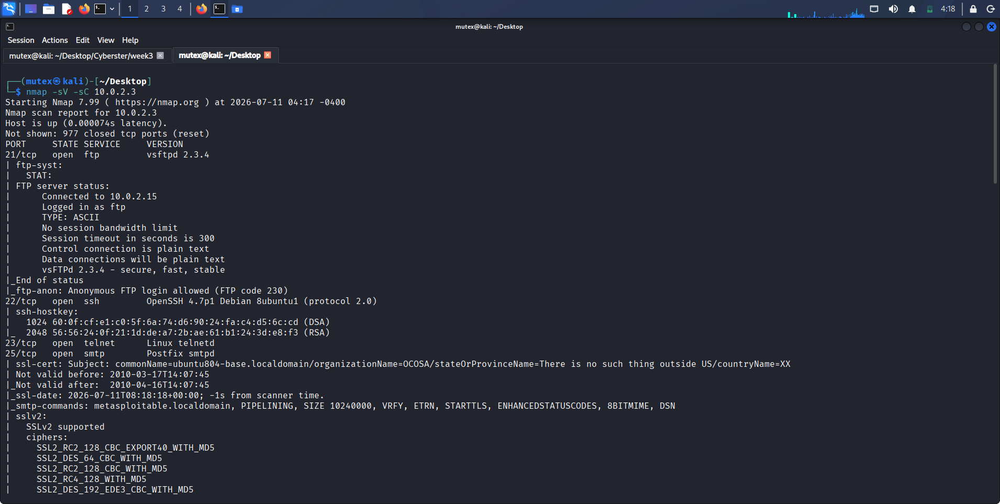 1 2 3 4 4:18
mutex@kali: ~/Desktop
Session Actions Edit View Help
mutex@kali: ~/Desktop/Cyberster/week3 mutex@kali: ~/Desktop
┌──(mutex㉿kali)-[~/Desktop]
└─$ nmap -sV -sC 10.0.2.3
Starting Nmap 7.99 ( https://nmap.org ) at 2026-07-11 04:17 -0400
Nmap scan report for 10.0.2.3
Host is up (0.000074s latency).
Not shown: 977 closed tcp ports (reset)
PORT     STATE SERVICE     VERSION
21/tcp   open  ftp         vsftpd 2.3.4
| ftp-syst:
|   STAT:
| FTP server status:
|      Connected to 10.0.2.15
|      Logged in as ftp
|      TYPE: ASCII
|      No session bandwidth limit
|      Session timeout in seconds is 300
|      Control connection is plain text
|      Data connections will be plain text
|      vsFTPd 2.3.4 - secure, fast, stable
|_End of status
|_ftp-anon: Anonymous FTP login allowed (FTP code 230)
22/tcp   open  ssh         OpenSSH 4.7p1 Debian 8ubuntu1 (protocol 2.0)
| ssh-hostkey:
|   1024 60:0f:cf:e1:c0:5f:6a:74:d6:90:24:fa:c4:d5:6c:cd (DSA)
|_  2048 56:56:24:0f:21:1d:de:a7:2b:ae:61:b1:24:3d:e8:f3 (RSA)
23/tcp   open  telnet      Linux telnetd
25/tcp   open  smtp        Postfix smtpd
| ssl-cert: Subject: commonName=ubuntu804-base.localdomain/organizationName=OCOSA/stateOrProvinceName=There is no such thing outside US/countryName=XX
| Not valid before: 2010-03-17T14:07:45
|_Not valid after:  2010-04-16T14:07:45
|_ssl-date: 2026-07-11T08:18:18+00:00; -1s from scanner time.
|_smtp-commands: metasploitable.localdomain, PIPELINING, SIZE 10240000, VRFY, ETRN, STARTTLS, ENHANCEDSTATUSCODES, 8BITMIME, DSN
| sslv2:
|   SSLv2 supported
|   ciphers:
|     SSL2_RC2_128_CBC_EXPORT40_WITH_MD5
|     SSL2_DES_64_CBC_WITH_MD5
|     SSL2_RC2_128_CBC_WITH_MD5
|     SSL2_RC4_128_WITH_MD5
|     SSL2_DES_192_EDE3_CBC_WITH_MD5